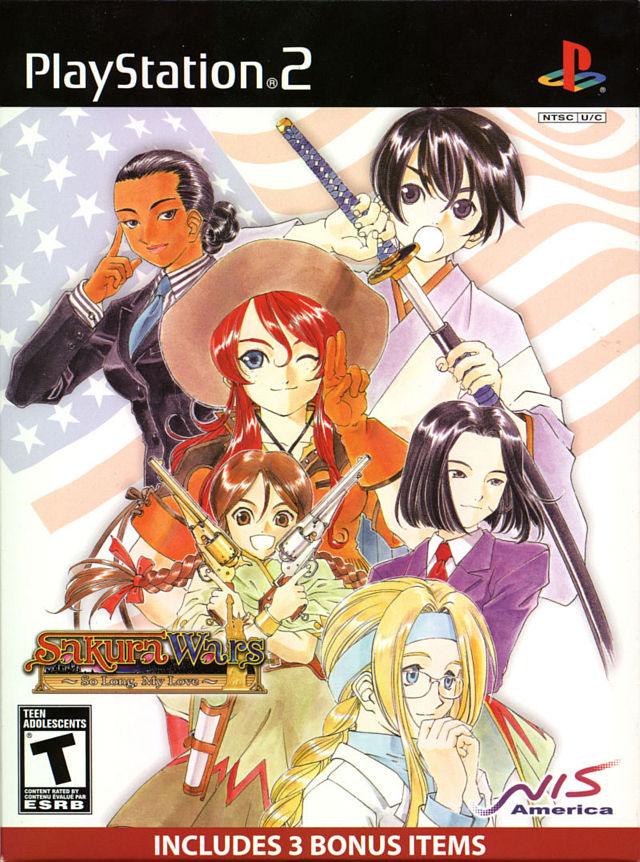 PlayStation®2
NTSC U/C
Sakura Wars
~ So Long, My Love ~
TEEN
ADOLESCENTS
T
®
CONTENT RATED BY
CONTENU ÉVALUÉ PAR
ESRB
NIS
America
INCLUDES 3 BONUS ITEMS